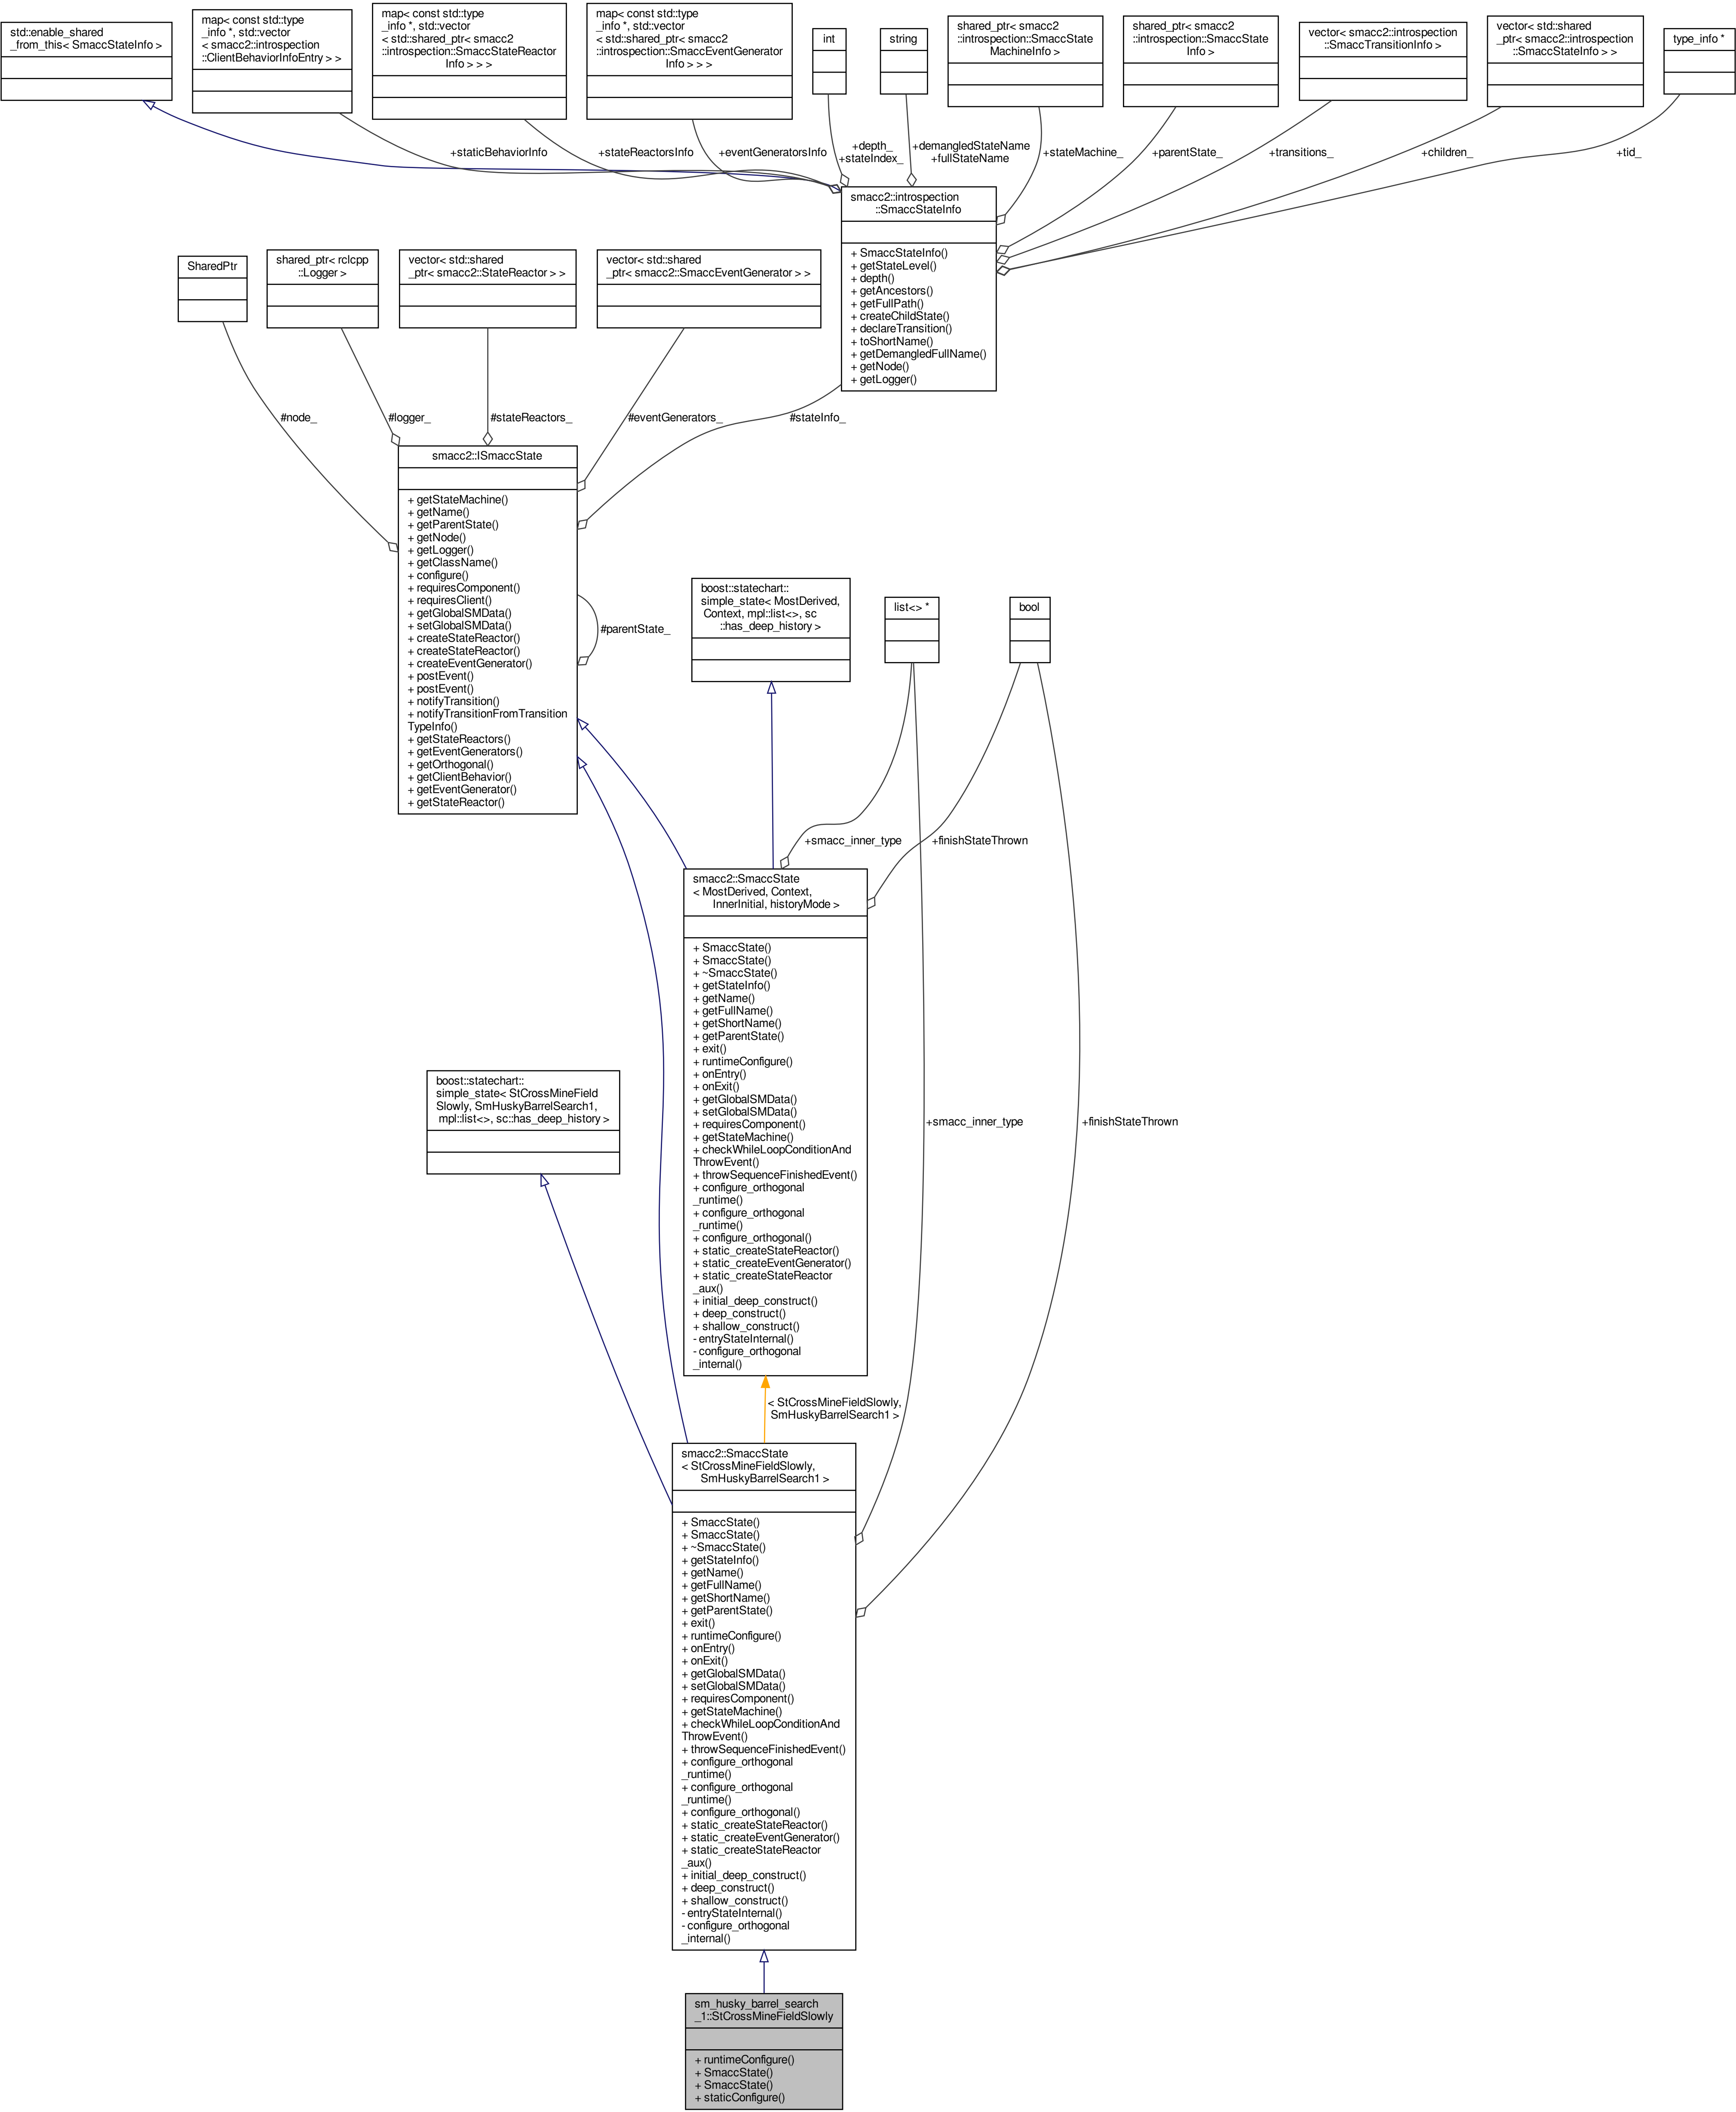 std::enable_shared
_from_this< SmaccStateInfo >
map< const std::type
_info *, std::vector
< smacc2::introspection
::ClientBehaviorInfoEntry > >
map< const std::type
_info *, std::vector
< std::shared_ptr< smacc2
::introspection::SmaccStateReactor
Info > > >
map< const std::type
_info *, std::vector
< std::shared_ptr< smacc2
::introspection::SmaccEventGenerator
Info > > >
int
string
shared_ptr< smacc2
::introspection::SmaccState
MachineInfo >
shared_ptr< smacc2
::introspection::SmaccState
Info >
vector< smacc2::introspection
::SmaccTransitionInfo >
vector< std::shared
_ptr< smacc2::introspection
::SmaccStateInfo > >
type_info *
+staticBehaviorInfo
+stateReactorsInfo
+eventGeneratorsInfo
+depth_
+stateIndex_
+demangledStateName
+fullStateName
+stateMachine_
+parentState_
+transitions_
+children_
+tid_
smacc2::introspection
::SmaccStateInfo
+ SmaccStateInfo()
+ getStateLevel()
+ depth()
+ getAncestors()
+ getFullPath()
+ createChildState()
+ declareTransition()
+ toShortName()
+ getDemangledFullName()
+ getNode()
+ getLogger()
SharedPtr
shared_ptr< rclcpp
::Logger >
vector< std::shared
_ptr< smacc2::StateReactor > >
vector< std::shared
_ptr< smacc2::SmaccEventGenerator > >
#node_
#logger_
#stateReactors_
#eventGenerators_
#stateInfo_
smacc2::ISmaccState
+ getStateMachine()
+ getName()
+ getParentState()
+ getNode()
+ getLogger()
+ getClassName()
+ configure()
+ requiresComponent()
+ requiresClient()
+ getGlobalSMData()
+ setGlobalSMData()
+ createStateReactor()
+ createStateReactor()
+ createEventGenerator()
+ postEvent()
+ postEvent()
+ notifyTransition()
+ notifyTransitionFromTransition
TypeInfo()
+ getStateReactors()
+ getEventGenerators()
+ getOrthogonal()
+ getClientBehavior()
+ getEventGenerator()
+ getStateReactor()
#parentState_
boost::statechart::
simple_state< MostDerived,
Context, mpl::list<>, sc
::has_deep_history >
list<> *
bool
+smacc_inner_type
+finishStateThrown
smacc2::SmaccState
< MostDerived, Context,
InnerInitial, historyMode >
+ SmaccState()
+ SmaccState()
+ ~SmaccState()
+ getStateInfo()
+ getName()
+ getFullName()
+ getShortName()
+ getParentState()
+ exit()
+ runtimeConfigure()
+ onEntry()
+ onExit()
+ getGlobalSMData()
+ setGlobalSMData()
+ requiresComponent()
+ getStateMachine()
+ checkWhileLoopConditionAnd
ThrowEvent()
+ throwSequenceFinishedEvent()
+ configure_orthogonal
_runtime()
+ configure_orthogonal
_runtime()
+ configure_orthogonal()
+ static_createStateReactor()
+ static_createEventGenerator()
+ static_createStateReactor
_aux()
+ initial_deep_construct()
+ deep_construct()
+ shallow_construct()
- entryStateInternal()
- configure_orthogonal
_internal()
boost::statechart::
simple_state< StCrossMineField
Slowly, SmHuskyBarrelSearch1,
mpl::list<>, sc::has_deep_history >
+smacc_inner_type
+finishStateThrown
< StCrossMineFieldSlowly,
SmHuskyBarrelSearch1 >
smacc2::SmaccState
< StCrossMineFieldSlowly,
SmHuskyBarrelSearch1 >
+ SmaccState()
+ SmaccState()
+ ~SmaccState()
+ getStateInfo()
+ getName()
+ getFullName()
+ getShortName()
+ getParentState()
+ exit()
+ runtimeConfigure()
+ onEntry()
+ onExit()
+ getGlobalSMData()
+ setGlobalSMData()
+ requiresComponent()
+ getStateMachine()
+ checkWhileLoopConditionAnd
ThrowEvent()
+ throwSequenceFinishedEvent()
+ configure_orthogonal
_runtime()
+ configure_orthogonal
_runtime()
+ configure_orthogonal()
+ static_createStateReactor()
+ static_createEventGenerator()
+ static_createStateReactor
_aux()
+ initial_deep_construct()
+ deep_construct()
+ shallow_construct()
- entryStateInternal()
- configure_orthogonal
_internal()
sm_husky_barrel_search
_1::StCrossMineFieldSlowly
+ runtimeConfigure()
+ SmaccState()
+ SmaccState()
+ staticConfigure()